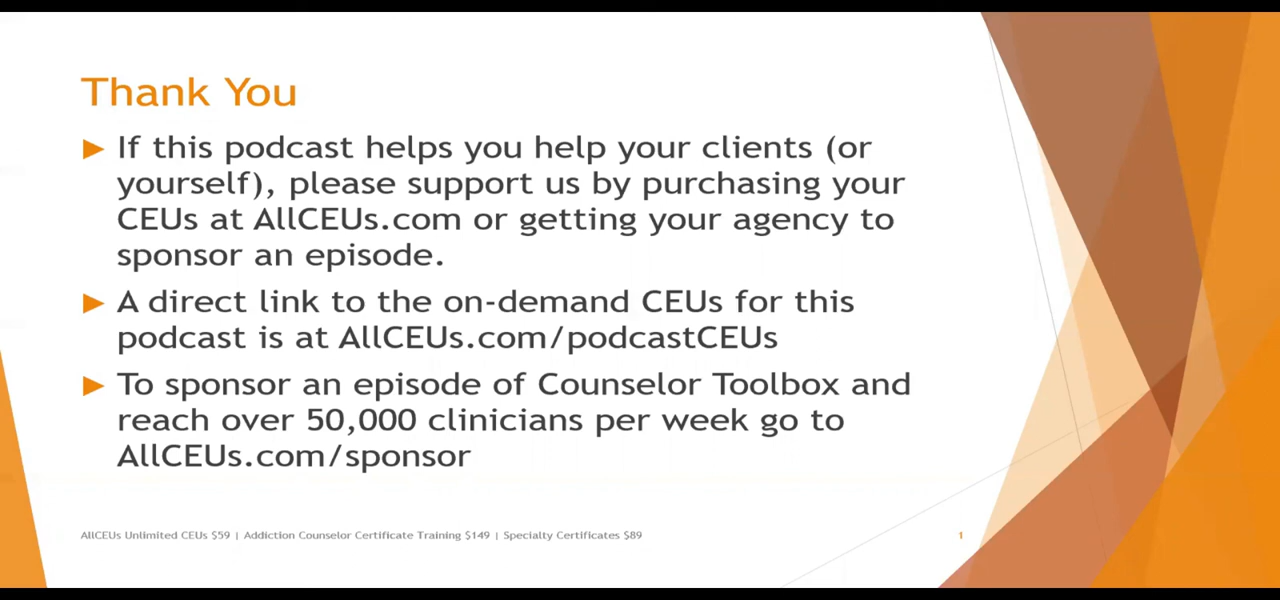 Thank You
► If this podcast helps you help your clients (or
yourself), please support us by purchasing your
CEUs at AllCEUs.com or getting your agency to
sponsor an episode.
► A direct link to the on-demand CEUs for this
podcast is at AllCEUs.com/podcastCEUs
► To sponsor an episode of Counselor Toolbox and
reach over 50,000 clinicians per week go to
AllCEUs.com/sponsor
AllCEUs Unlimited CEUs $59 | Addiction Counselor Certificate Training $149 | Specialty Certificates $89
1